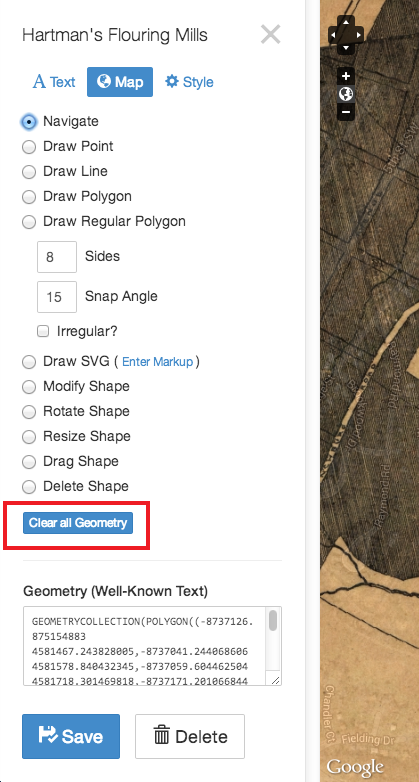 Hartman's Flouring Mills
Text Map Style
Navigate
Draw Point
Draw Line
Draw Polygon
Draw Regular Polygon
8 Sides
15 Snap Angle
Irregular?
Draw SVG ( Enter Markup )
Modify Shape
Rotate Shape
Resize Shape
Drag Shape
Delete Shape
Clear all Geometry
Geometry (Well-Known Text)
GEOMETRYCOLLECTION(POLYGON((-8737126.
875154883
4581467.243828005,-8737041.244068606
4581578.840432345,-8737059.604462504
4581718.301469818,-8737171.201066844
Save Delete
Raymond Rd
Chandler Ct
Fielding Dr
Google